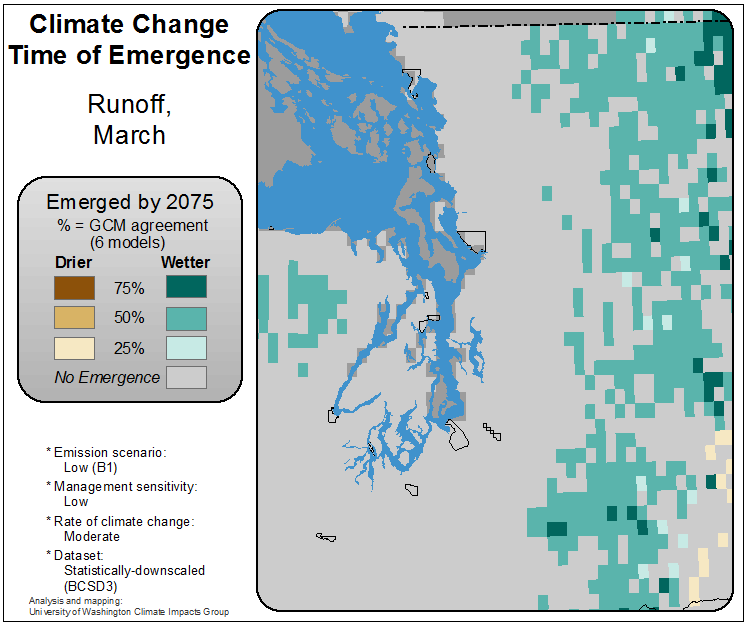 Climate Change
Time of Emergence
Runoff,
March
Emerged by 2075
% = GCM agreement
(6 models)
Drier Wetter
75%
50%
25%
No Emergence
* Emission scenario:
Low (B1)
* Management sensitivity:
Low
* Rate of climate change:
Moderate
* Dataset:
Statistically-downscaled
(BCSD3)
Analysis and mapping:
University of Washington Climate Impacts Group